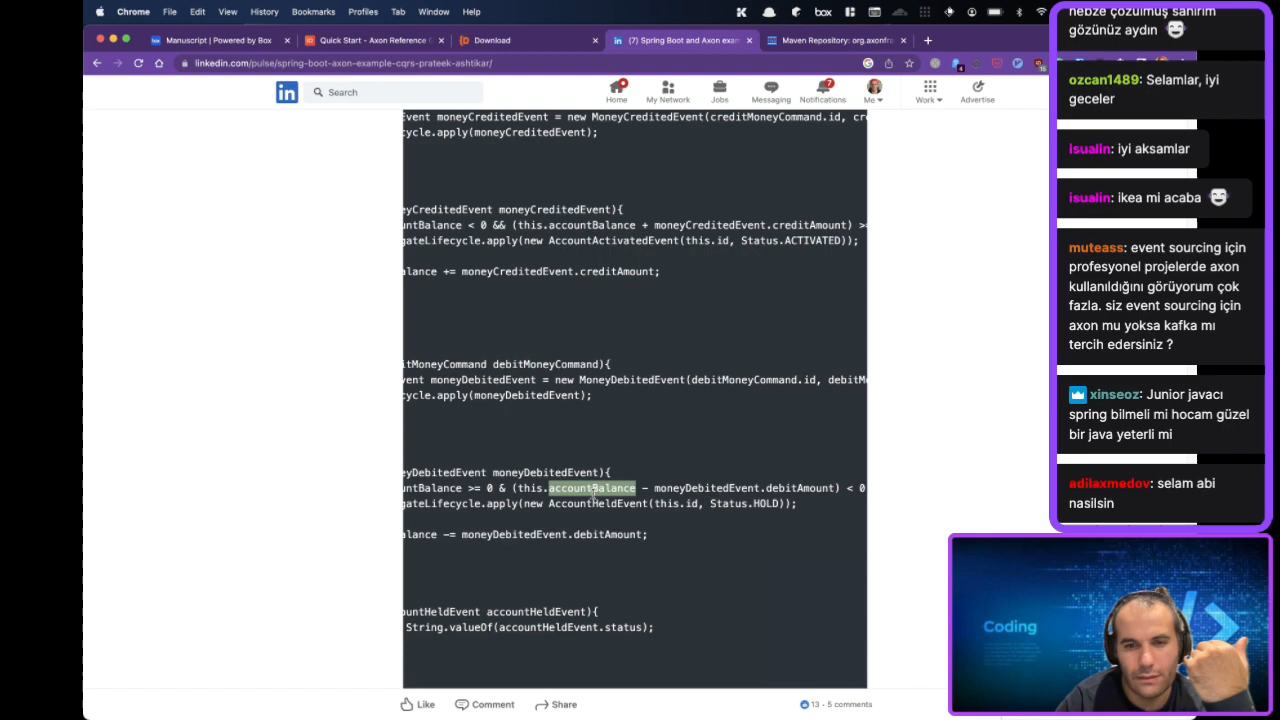 Chrome File Edit View History Bookmarks Profiles Tab Window Help
box
Manuscript | Powered by Box
Quick Start - Axon Reference
Download
(7) Spring Boot and Axon exam
Maven Repository: org.axonfra
linkedin.com/pulse/spring-boot-axon-example-cqrs-prateek-ashtikar/
in
Search
Home
My Network
Jobs
Messaging
7
Notifications
Me
Work
Advertise
Event moneyCreditedEvent = new MoneyCreditedEvent(creditMoneyCommand.id, cre
cycle.apply(moneyCreditedEvent);
eyCreditedEvent moneyCreditedEvent){
untBalance < 0 && (this.accountBalance + moneyCreditedEvent.creditAmount) >=
gateLifecycle.apply(new AccountActivatedEvent(this.id, Status.ACTIVATED));
alance += moneyCreditedEvent.creditAmount;
itMoneyCommand debitMoneyCommand){
vent moneyDebitedEvent = new MoneyDebitedEvent(debitMoneyCommand.id, debitM
ycle.apply(moneyDebitedEvent);
eyDebitedEvent moneyDebitedEvent){
untBalance >= 0 & (this.accountBalance - moneyDebitedEvent.debitAmount) < 0
gateLifecycle.apply(new AccountHeldEvent(this.id, Status.HOLD));
alance -= moneyDebitedEvent.debitAmount;
ountHeldEvent accountHeldEvent){
String.valueOf(accountHeldEvent.status);
Like
Comment
Share
13 · 5 comments
nebze çözülmüş sanırım
gözünüz aydın
ozcan1489: Selamlar, iyi
geceler
isualin: iyi aksamlar
isualin: ikea mi acaba
muteass: event sourcing için
profesyonel projelerde axon
kullanıldığını görüyorum çok
fazla. siz event sourcing için
axon mu yoksa kafka mı
tercih edersiniz ?
xinseoz: Junior javacı
spring bilmeli mi hocam güzel
bir java yeterli mi
adilaxmedov: selam abi
nasilsin
Coding